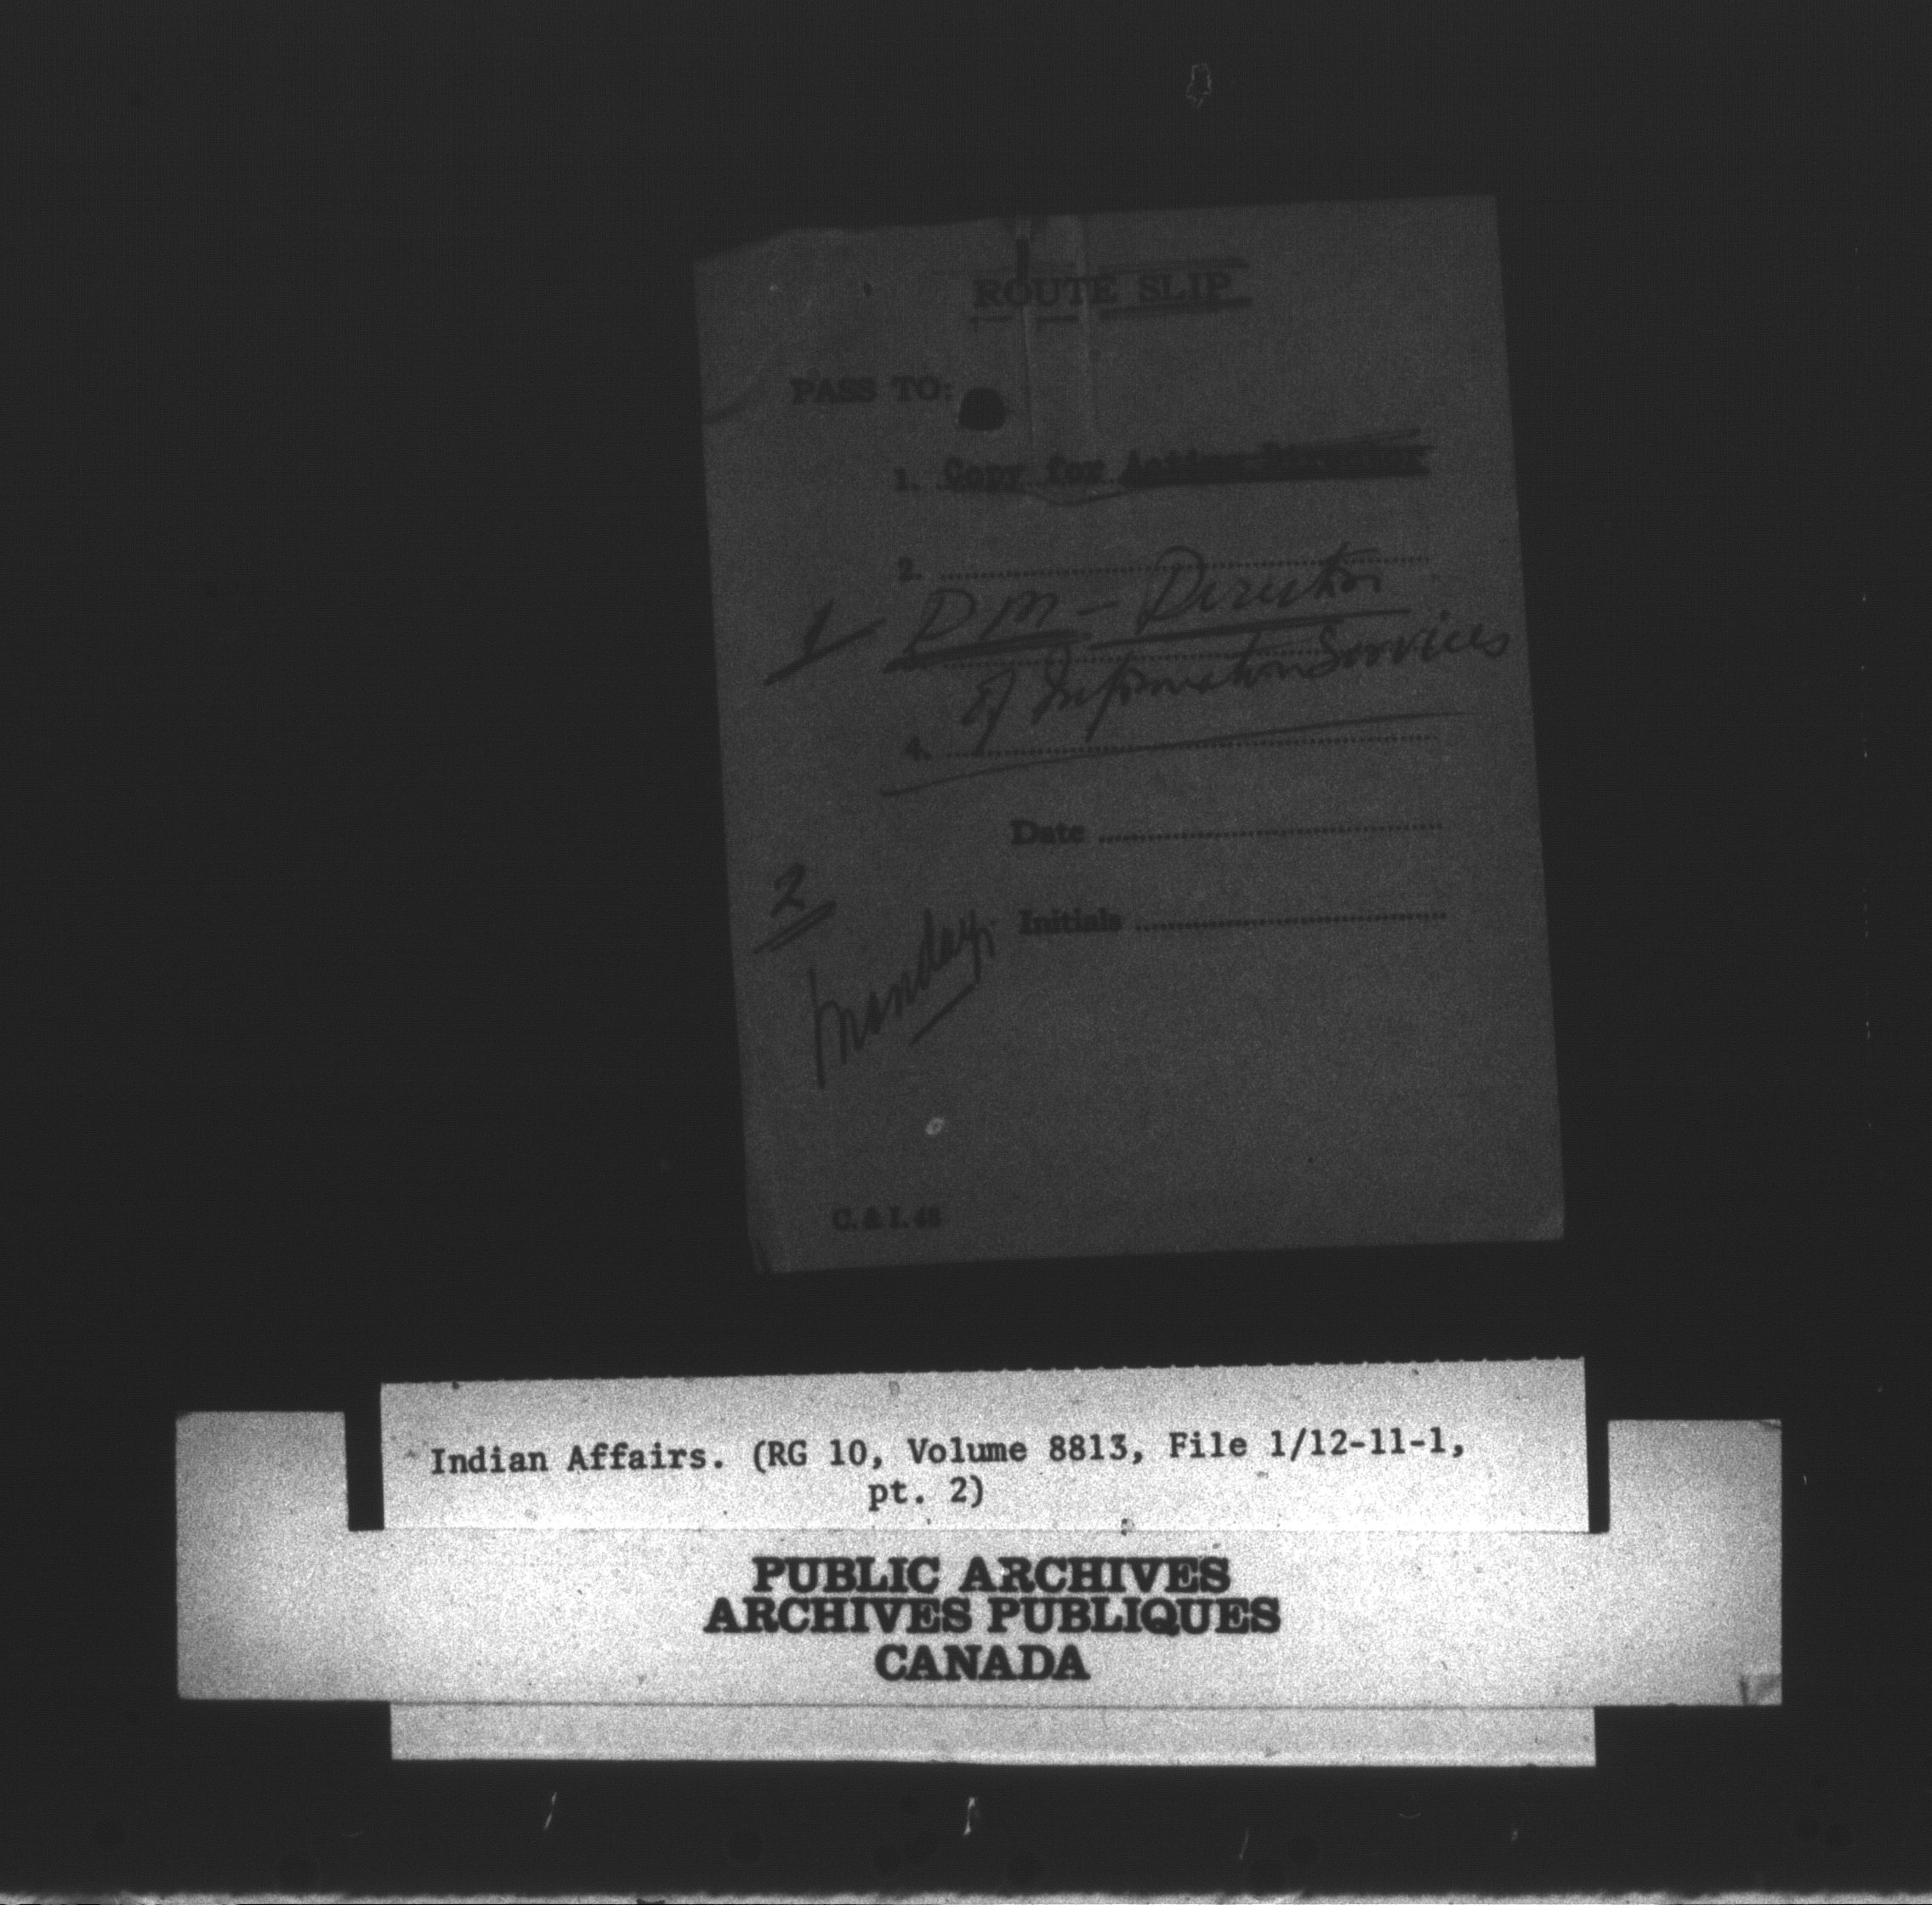 ROUTE SLIP
PASS TO:
1. Copy for Acting Director
2.
1 DM - Director
of Information Services
4.
Date
2
Initials
Monday
C. & I. 48
Indian Affairs. (RG 10, Volume 8813, File 1/12-11-1,
pt. 2)
PUBLIC ARCHIVES
ARCHIVES PUBLIQUES
CANADA